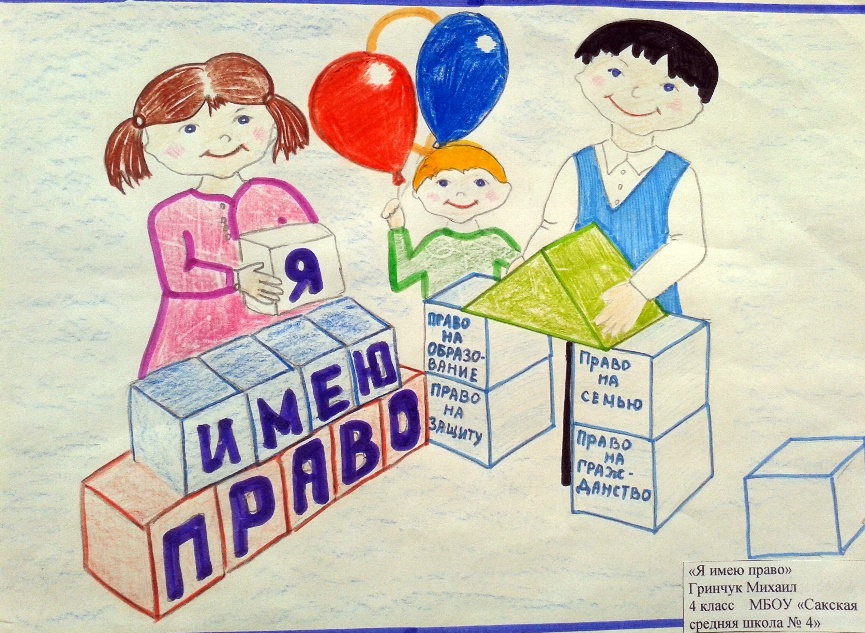 Я
ИМЕЮ
ПРАВО
ПРАВО
НА
ОБРАЗО-
ВАНИЕ
ПРАВО
НА
ЗАЩИТУ
ПРАВО
НА
СЕМЬЮ
ПРАВО
НА
ГРАЖ-
ДАНСТВО
«Я имею право»
Гринчук Михаил
4 класс МБОУ «Сакская
средняя школа № 4»